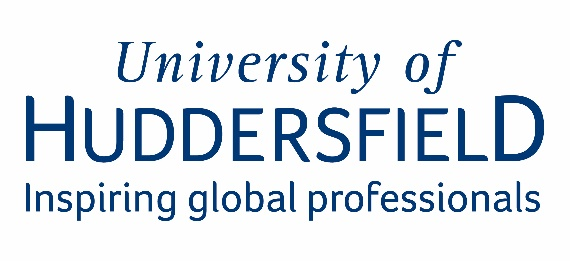 University of
HUDDERSFIELD
Inspiring global professionals